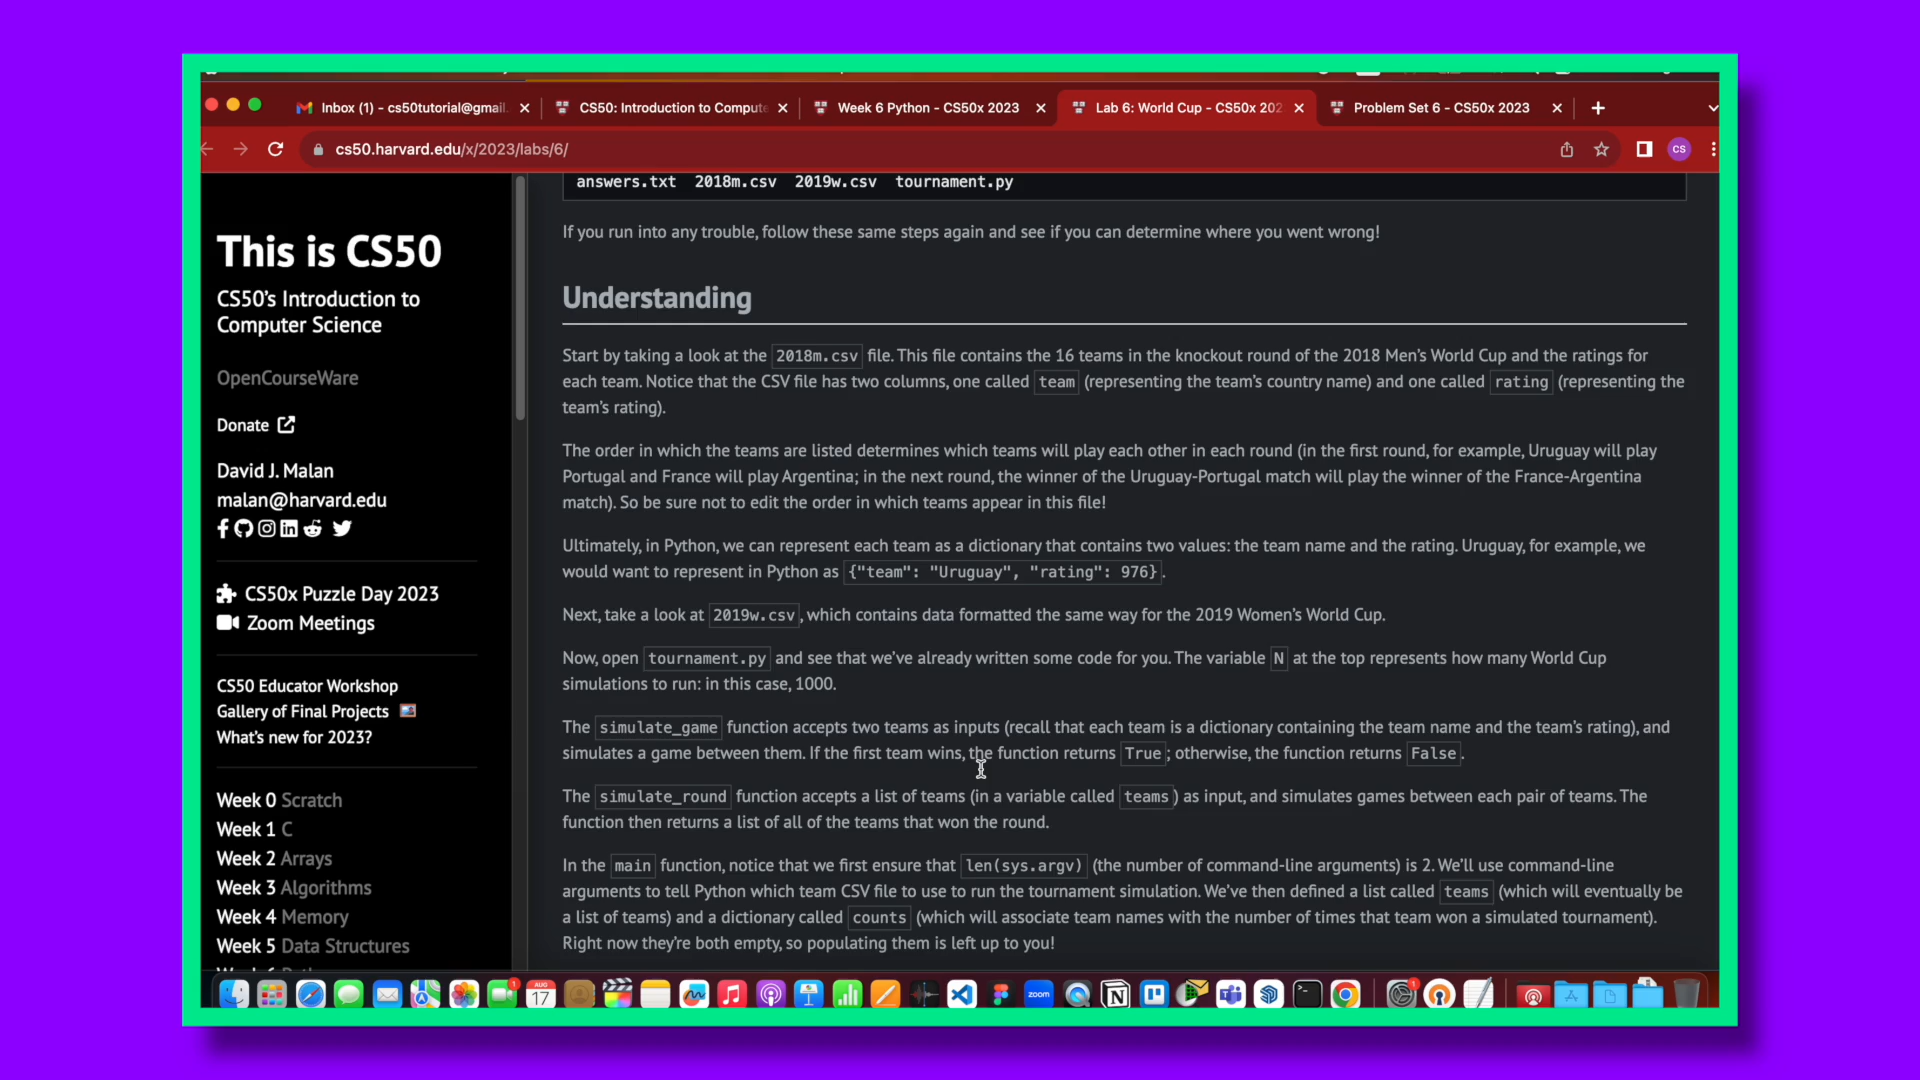 Inbox (1) - cs50tutorial@gmail.
CS50: Introduction to Compute
Week 6 Python - CS50x 2023
Lab 6: World Cup - CS50x 202
Problem Set 6 - CS50x 2023
cs50.harvard.edu/x/2023/labs/6/
CS
This is CS50
CS50's Introduction to
Computer Science
OpenCourseWare
Donate
David J. Malan
malan@harvard.edu
CS50x Puzzle Day 2023
Zoom Meetings
CS50 Educator Workshop
Gallery of Final Projects
What's new for 2023?
Week 0 Scratch
Week 1 C
Week 2 Arrays
Week 3 Algorithms
Week 4 Memory
Week 5 Data Structures
answers.txt 2018m.csv 2019w.csv tournament.py
If you run into any trouble, follow these same steps again and see if you can determine where you went wrong!
Understanding
Start by taking a look at the 2018m.csv file. This file contains the 16 teams in the knockout round of the 2018 Men's World Cup and the ratings for
each team. Notice that the CSV file has two columns, one called team (representing the team's country name) and one called rating (representing the
team's rating).
The order in which the teams are listed determines which teams will play each other in each round (in the first round, for example, Uruguay will play
Portugal and France will play Argentina; in the next round, the winner of the Uruguay-Portugal match will play the winner of the France-Argentina
match). So be sure not to edit the order in which teams appear in this file!
Ultimately, in Python, we can represent each team as a dictionary that contains two values: the team name and the rating. Uruguay, for example, we
would want to represent in Python as {"team": "Uruguay", "rating": 976}.
Next, take a look at 2019w.csv, which contains data formatted the same way for the 2019 Women's World Cup.
Now, open tournament.py and see that we've already written some code for you. The variable N at the top represents how many World Cup
simulations to run: in this case, 1000.
The simulate_game function accepts two teams as inputs (recall that each team is a dictionary containing the team name and the team's rating), and
simulates a game between them. If the first team wins, the function returns True; otherwise, the function returns False.
The simulate_round function accepts a list of teams (in a variable called teams) as input, and simulates games between each pair of teams. The
function then returns a list of all of the teams that won the round.
In the main function, notice that we first ensure that len(sys.argv) (the number of command-line arguments) is 2. We'll use command-line
arguments to tell Python which team CSV file to use to run the tournament simulation. We've then defined a list called teams (which will eventually be
a list of teams) and a dictionary called counts (which will associate team names with the number of times that team won a simulated tournament).
Right now they're both empty, so populating them is left up to you!
AUG
17
zoom